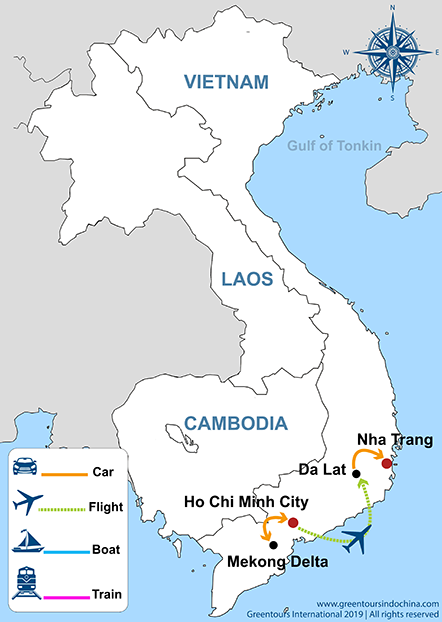 N
W
E
S
VIETNAM
Gulf of Tonkin
LAOS
CAMBODIA
Nha Trang
Da Lat
Ho Chi Minh City
Mekong Delta
Car
Flight
Boat
Train
www.greentoursindochina.com
Greentours International 2019 | All rights reserved